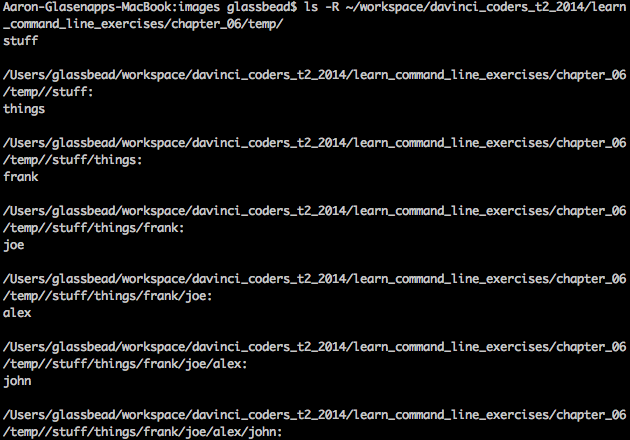 Aaron-Glasenapps-MacBook:images glassbead$ ls -R ~/workspace/davinci_coders_t2_2014/learn
_command_line_exercises/chapter_06/temp/
stuff
/Users/glassbead/workspace/davinci_coders_t2_2014/learn_command_line_exercises/chapter_06
/temp//stuff:
things
/Users/glassbead/workspace/davinci_coders_t2_2014/learn_command_line_exercises/chapter_06
/temp//stuff/things:
frank
/Users/glassbead/workspace/davinci_coders_t2_2014/learn_command_line_exercises/chapter_06
/temp//stuff/things/frank:
joe
/Users/glassbead/workspace/davinci_coders_t2_2014/learn_command_line_exercises/chapter_06
/temp//stuff/things/frank/joe:
alex
/Users/glassbead/workspace/davinci_coders_t2_2014/learn_command_line_exercises/chapter_06
/temp//stuff/things/frank/joe/alex:
john
/Users/glassbead/workspace/davinci_coders_t2_2014/learn_command_line_exercises/chapter_06
/temp//stuff/things/frank/joe/alex/john: